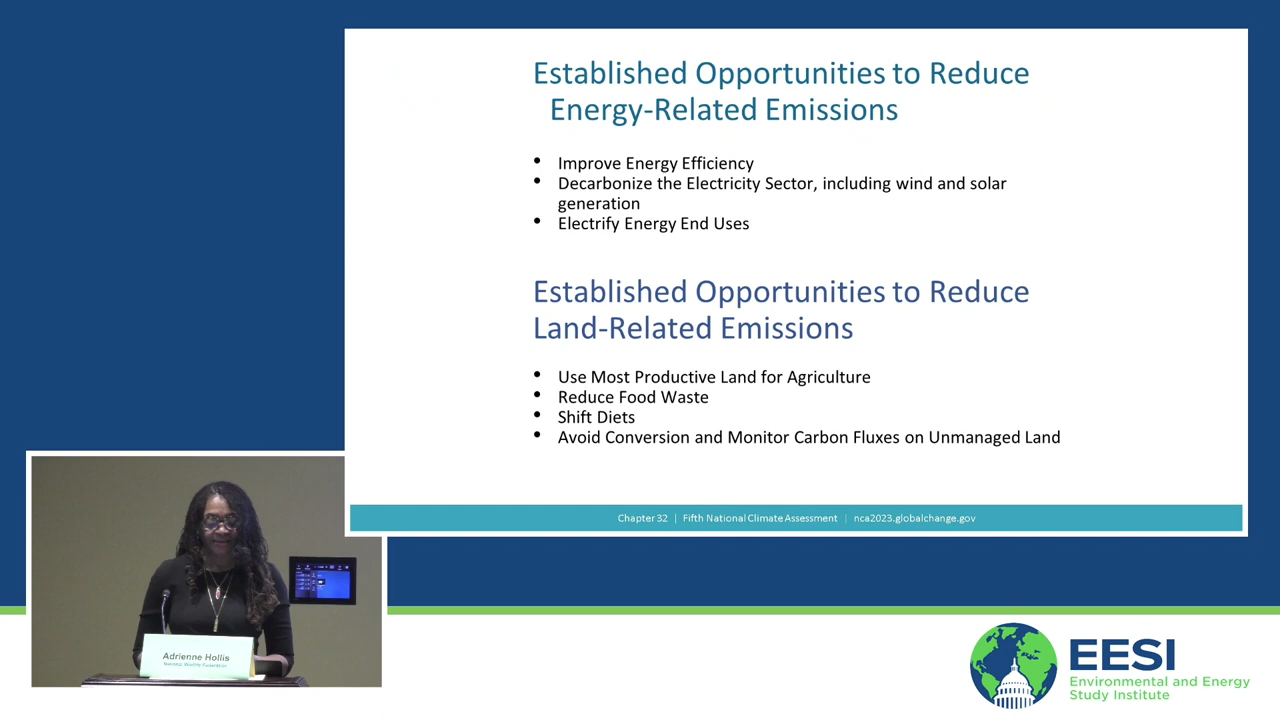 Established Opportunities to Reduce
Energy-Related Emissions
• Improve Energy Efficiency
• Decarbonize the Electricity Sector, including wind and solar
generation
• Electrify Energy End Uses
Established Opportunities to Reduce
Land-Related Emissions
• Use Most Productive Land for Agriculture
• Reduce Food Waste
• Shift Diets
• Avoid Conversion and Monitor Carbon Fluxes on Unmanaged Land
Chapter 32 | Fifth National Climate Assessment | nca2023.globalchange.gov
Adrienne Hollis
National Wildlife Federation
EESI
Environmental and Energy
Study Institute